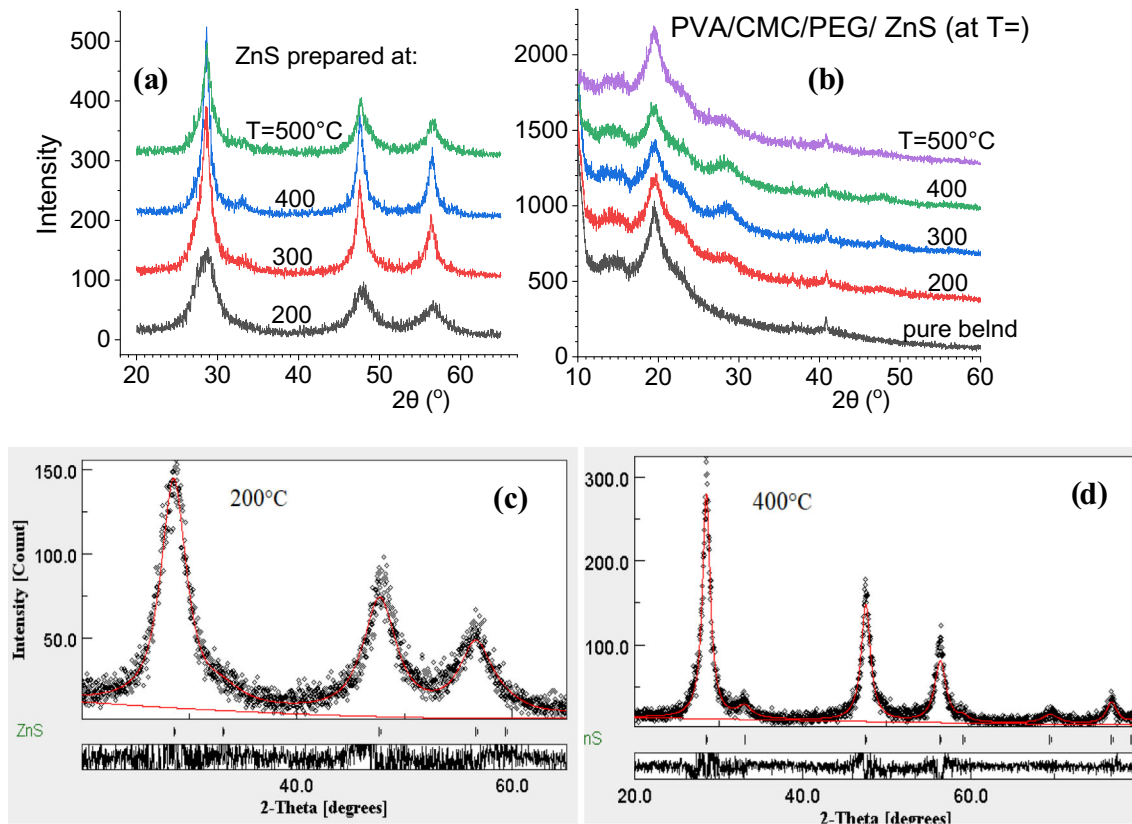 (a)
ZnS prepared at:
T=500°C
400
300
200
Intensity
500
400
300
200
100
0
20
30
40
50
60
2θ (°)
(b)
PVA/CMC/PEG/ ZnS (at T=)
T=500°C
400
300
200
pure belnd
2000
1500
1000
500
0
10
20
30
40
50
60
2θ (°)
(c)
200°C
Intensity [Count]
150.0
100.0
50.0
ZnS
40.0
60.0
2-Theta [degrees]
(d)
400°C
300.0
200.0
100.0
nS
20.0
40.0
60.0
2-Theta [degrees]